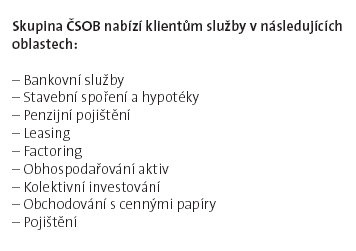 Skupina ČSOB nabízí klientům služby v následujících
oblastech:
– Bankovní služby
– Stavební spoření a hypotéky
– Penzijní pojištění
– Leasing
– Factoring
– Obhospodařování aktiv
– Kolektivní investování
– Obchodování s cennými papíry
– Pojištění